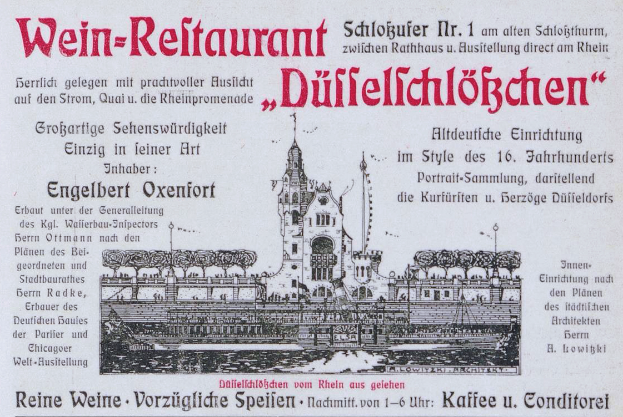 Wein-Reſtaurant
Schloßufer Nr. 1 am alten Schloßthurm,
zwiſchen Rathhaus u. Ausſtellung direct am Rhein
Herrlich gelegen mit prachtvoller Ausſicht
auf den Strom, Quai u. die Rheinpromenade
„Düſſelſchlößchen“
Großartige Sehenswürdigkeit
Einzig in ſeiner Art
Inhaber:
Engelbert Oxenfort
Erbaut unter der Generalleitung
des Kgl. Waſſerbau-Inſpectors
Herrn Ottmann nach den
Plänen des Bei-
geordneten und
Stadtbaurathes
Herrn Radke,
Erbauer des
Deutſchen Hauſes
der Pariſer und
Chicagoer
Welt-Ausſtellung
Altdeutſche Einrichtung
im Style des 16. Jahrhunderts
Portrait-Sammlung, darſtellend
die Kurfürſten u. Herzöge Düſſeldorfs
Innen-
Einrichtung nach
den Plänen
des ſtädtiſchen
Architekten
Herrn
A. Lowitzki
A. LOWITZKI ARCHITEKT.
Düſſelſchlößchen vom Rhein aus geſehen
Reine Weine · Vorzügliche Speiſen · Nachmitt. von 1–6 Uhr: Kaffee u. Conditorei